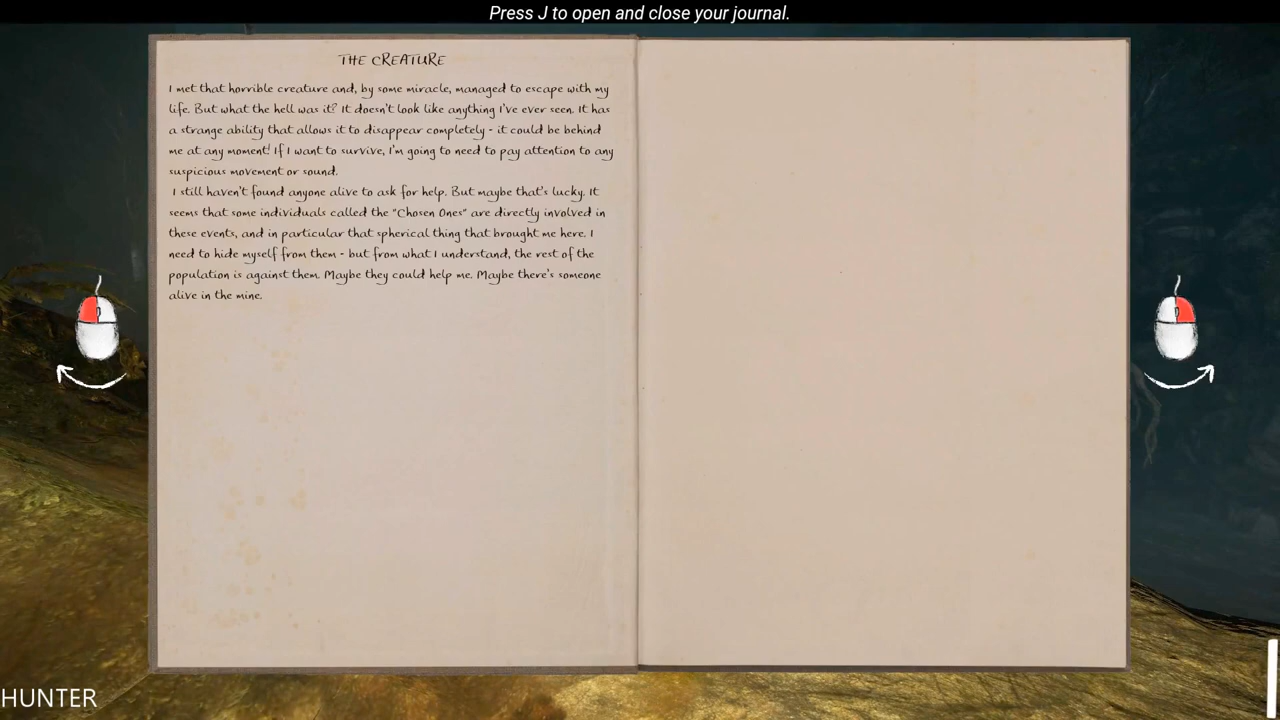 Press J to open and close your journal.
THE CREATURE
I met that horrible creature and, by some miracle, managed to escape with my
life. But what the hell was it? It doesn't look like anything I've ever seen. It has
a strange ability that allows it to disappear completely - it could be behind
me at any moment! If I want to survive, I'm going to need to pay attention to any
suspicious movement or sound.
I still haven't found anyone alive to ask for help. But maybe that's lucky. It
seems that some individuals called the "Chosen Ones" are directly involved in
these events, and in particular that spherical thing that brought me here. I
need to hide myself from them - but from what I understand, the rest of the
population is against them. Maybe they could help me. Maybe there's someone
alive in the mine.
HUNTER